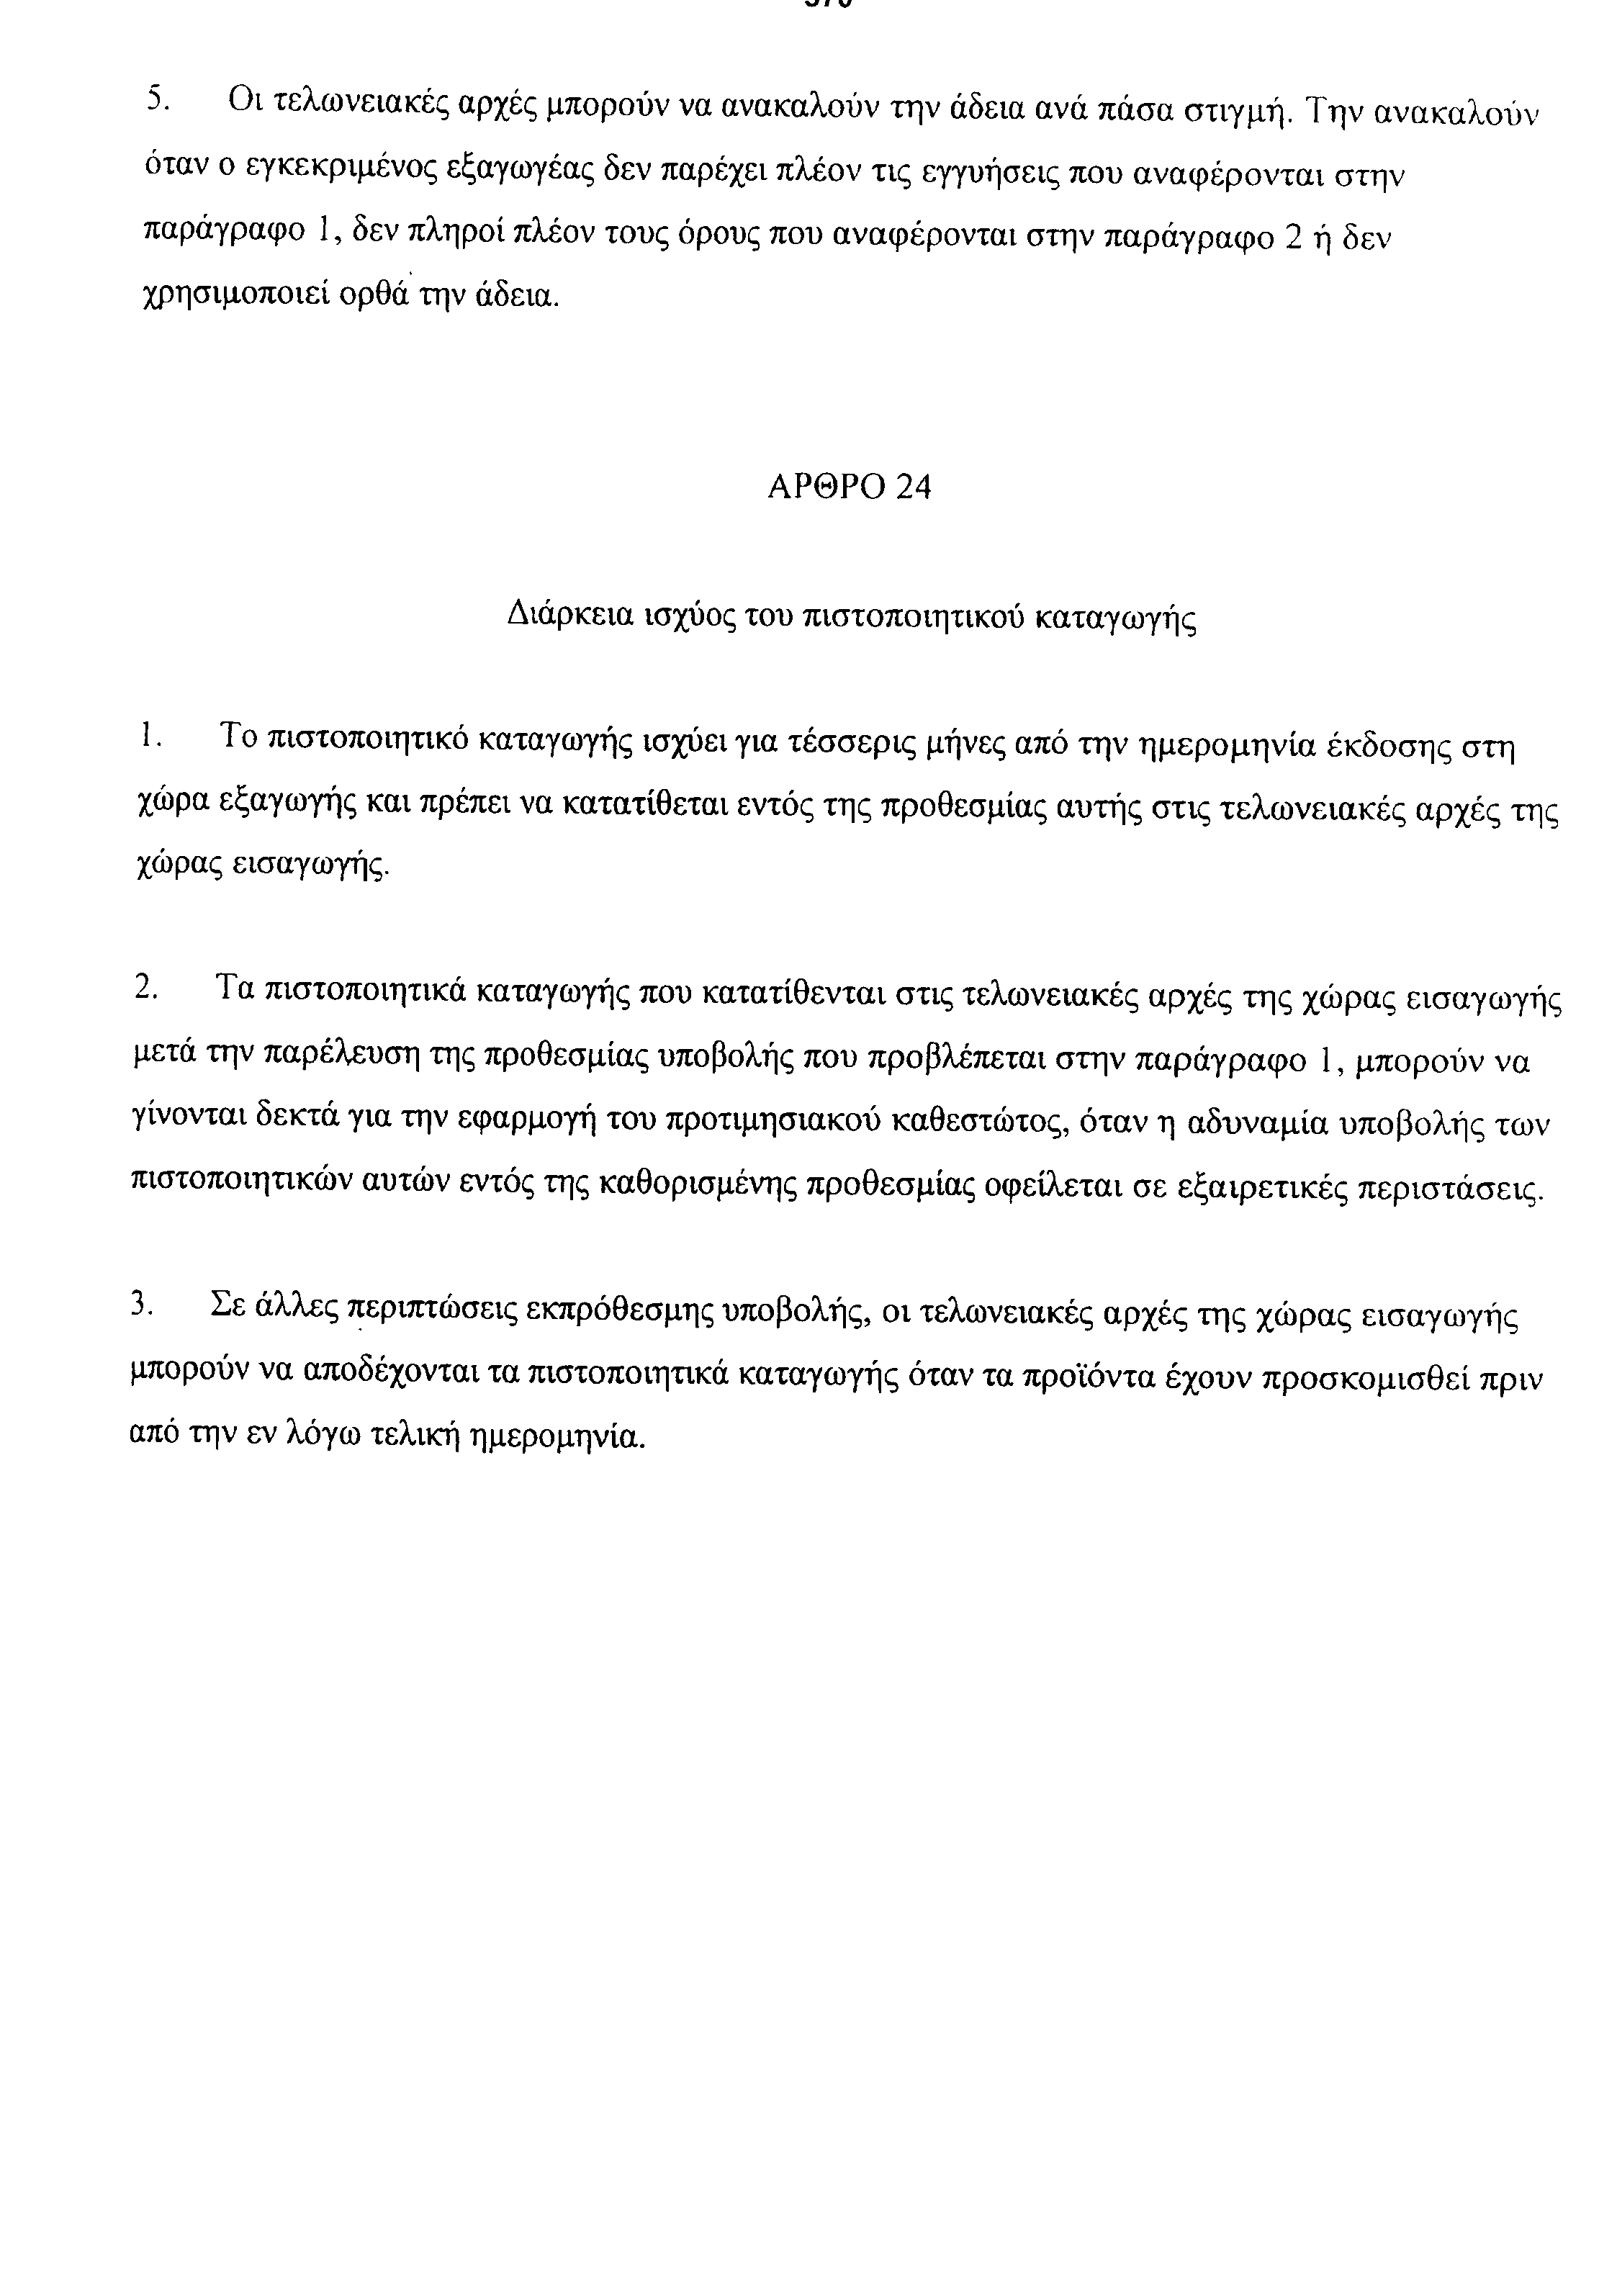 5. Οι τελωνειακές αρχές μπορούν να ανακαλούν την άδεια ανά πάσα στιγμή. Την ανακαλούν
όταν ο εγκεκριμένος εξαγωγέας δεν παρέχει πλέον τις εγγυήσεις που αναφέρονται στην
παράγραφο 1, δεν πληροί πλέον τους όρους που αναφέρονται στην παράγραφο 2 ή δεν
χρησιμοποιεί ορθά την άδεια.
ΑΡΘΡΟ 24
Διάρκεια ισχύος του πιστοποιητικού καταγωγής
1. Το πιστοποιητικό καταγωγής ισχύει για τέσσερις μήνες από την ημερομηνία έκδοσης στη
χώρα εξαγωγής και πρέπει να κατατίθεται εντός της προθεσμίας αυτής στις τελωνειακές αρχές της
χώρας εισαγωγής.
2. Τα πιστοποιητικά καταγωγής που κατατίθενται στις τελωνειακές αρχές της χώρας εισαγωγής
μετά την παρέλευση της προθεσμίας υποβολής που προβλέπεται στην παράγραφο 1, μπορούν να
γίνονται δεκτά για την εφαρμογή του προτιμησιακού καθεστώτος, όταν η αδυναμία υποβολής των
πιστοποιητικών αυτών εντός της καθορισμένης προθεσμίας οφείλεται σε εξαιρετικές περιστάσεις.
3. Σε άλλες περιπτώσεις εκπρόθεσμης υποβολής, οι τελωνειακές αρχές της χώρας εισαγωγής
μπορούν να αποδέχονται τα πιστοποιητικά καταγωγής όταν τα προϊόντα έχουν προσκομισθεί πριν
από την εν λόγω τελική ημερομηνία.